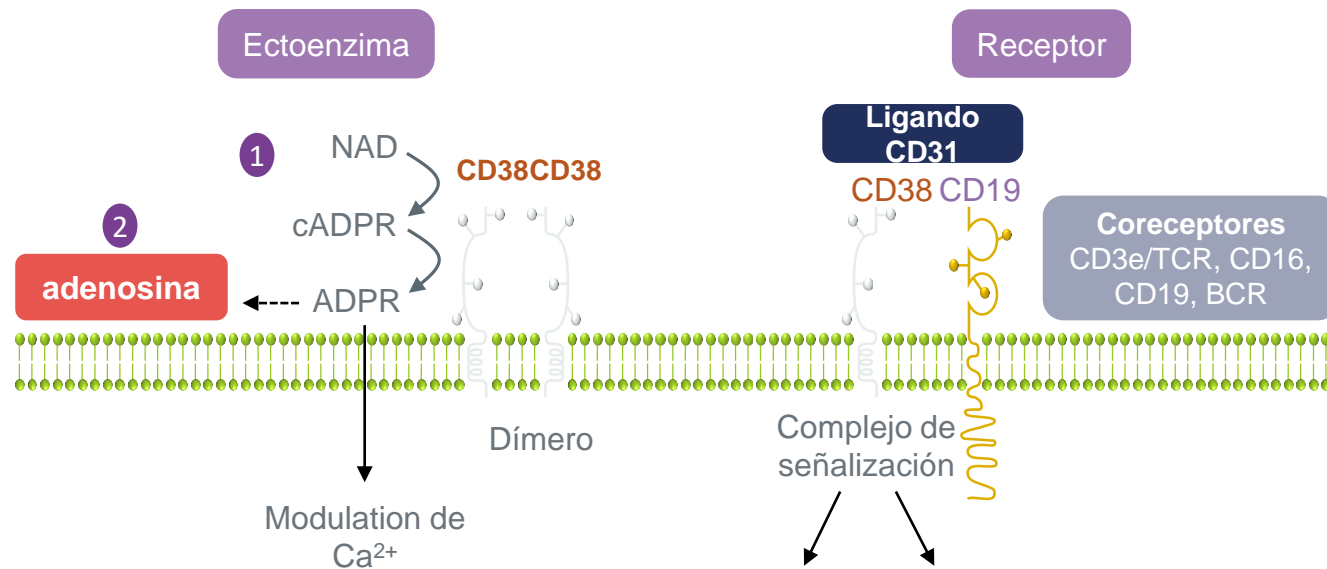 Ectoenzima
Receptor
1
NAD
CD38CD38
cADPR
2
adenosina
ADPR
Dímero
Modulation de
Ca²⁺
Ligando
CD31
CD38 CD19
Coreceptores
CD3e/TCR, CD16,
CD19, BCR
Complejo de
señalización